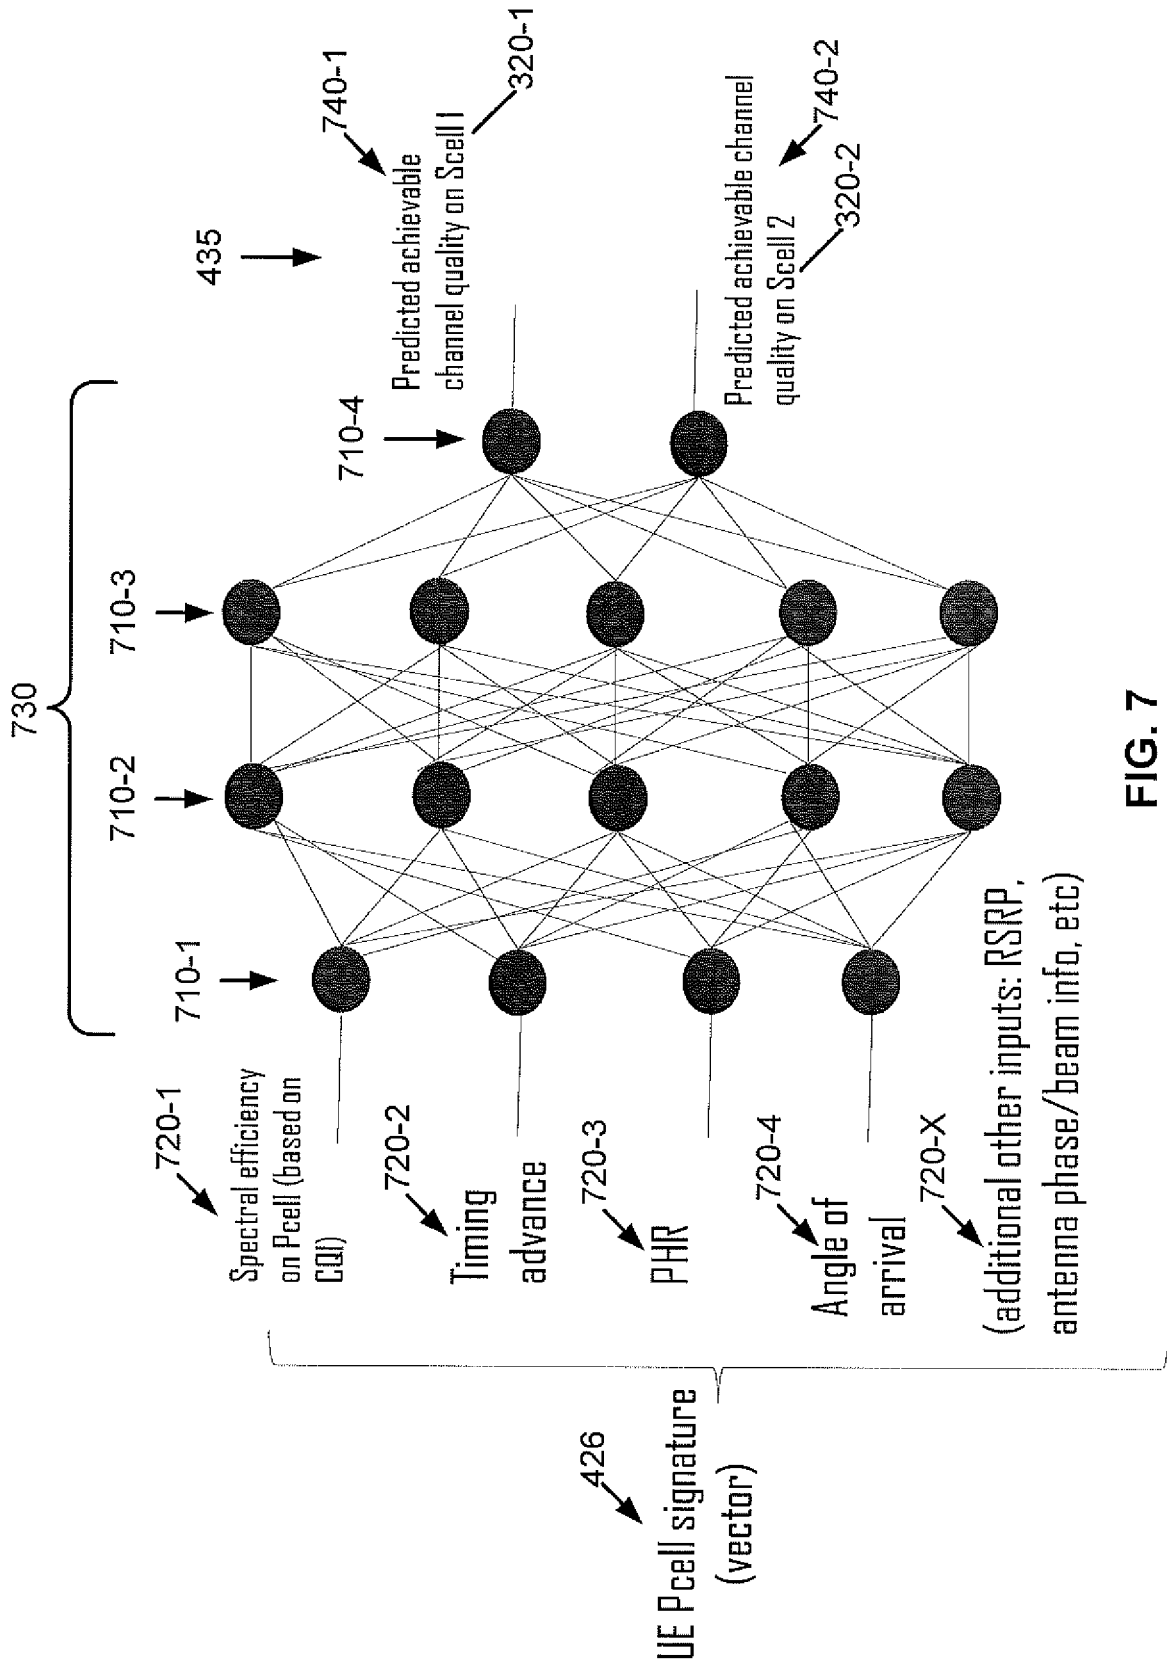 730
710-1
710-2
710-3
710-4
435
720-1
Spectral efficiency
on Pcell (based on
CQI)
720-2
Timing
advance
720-3
PHR
720-4
Angle of
arrival
720-X
(additional other inputs: RSRP,
antenna phase/beam info, etc)
426
UE Pcell signature
(vector)
740-1
Predicted achievable
channel quality on Scell 1
320-1
Predicted achievable channel
quality on Scell 2
740-2
320-2
FIG. 7